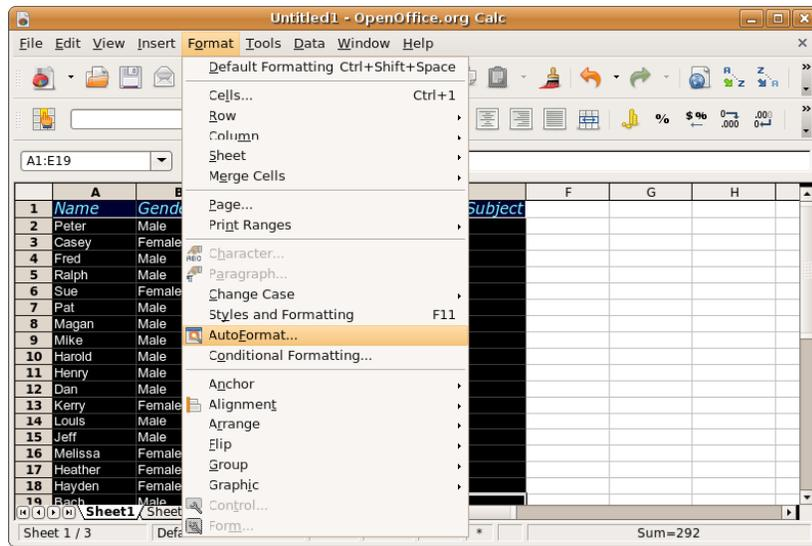 Untitled1 - OpenOffice.org Calc
File Edit View Insert Format Tools Data Window Help
Default Formatting Ctrl+Shift+Space
Cells... Ctrl+1
Row
Column
Sheet
Merge Cells
Page...
Print Ranges
Character...
Paragraph...
Change Case
Styles and Formatting F11
AutoFormat...
Conditional Formatting...
Anchor
Alignment
Arrange
Flip
Group
Graphic
Control...
Form...
A1:E19
A B F G H
1 Name Gende Subject
2 Peter Male
3 Casey Female
4 Fred Male
5 Ralph Male
6 Sue Female
7 Pat Male
8 Magan Male
9 Mike Male
10 Harold Male
11 Henry Male
12 Dan Male
13 Kerry Female
14 Louis Male
15 Jeff Male
16 Melissa Female
17 Heather Female
18 Hayden Female
19 Bach Male
Sheet1 Sheet
Sheet 1 / 3 Defa * Sum=292